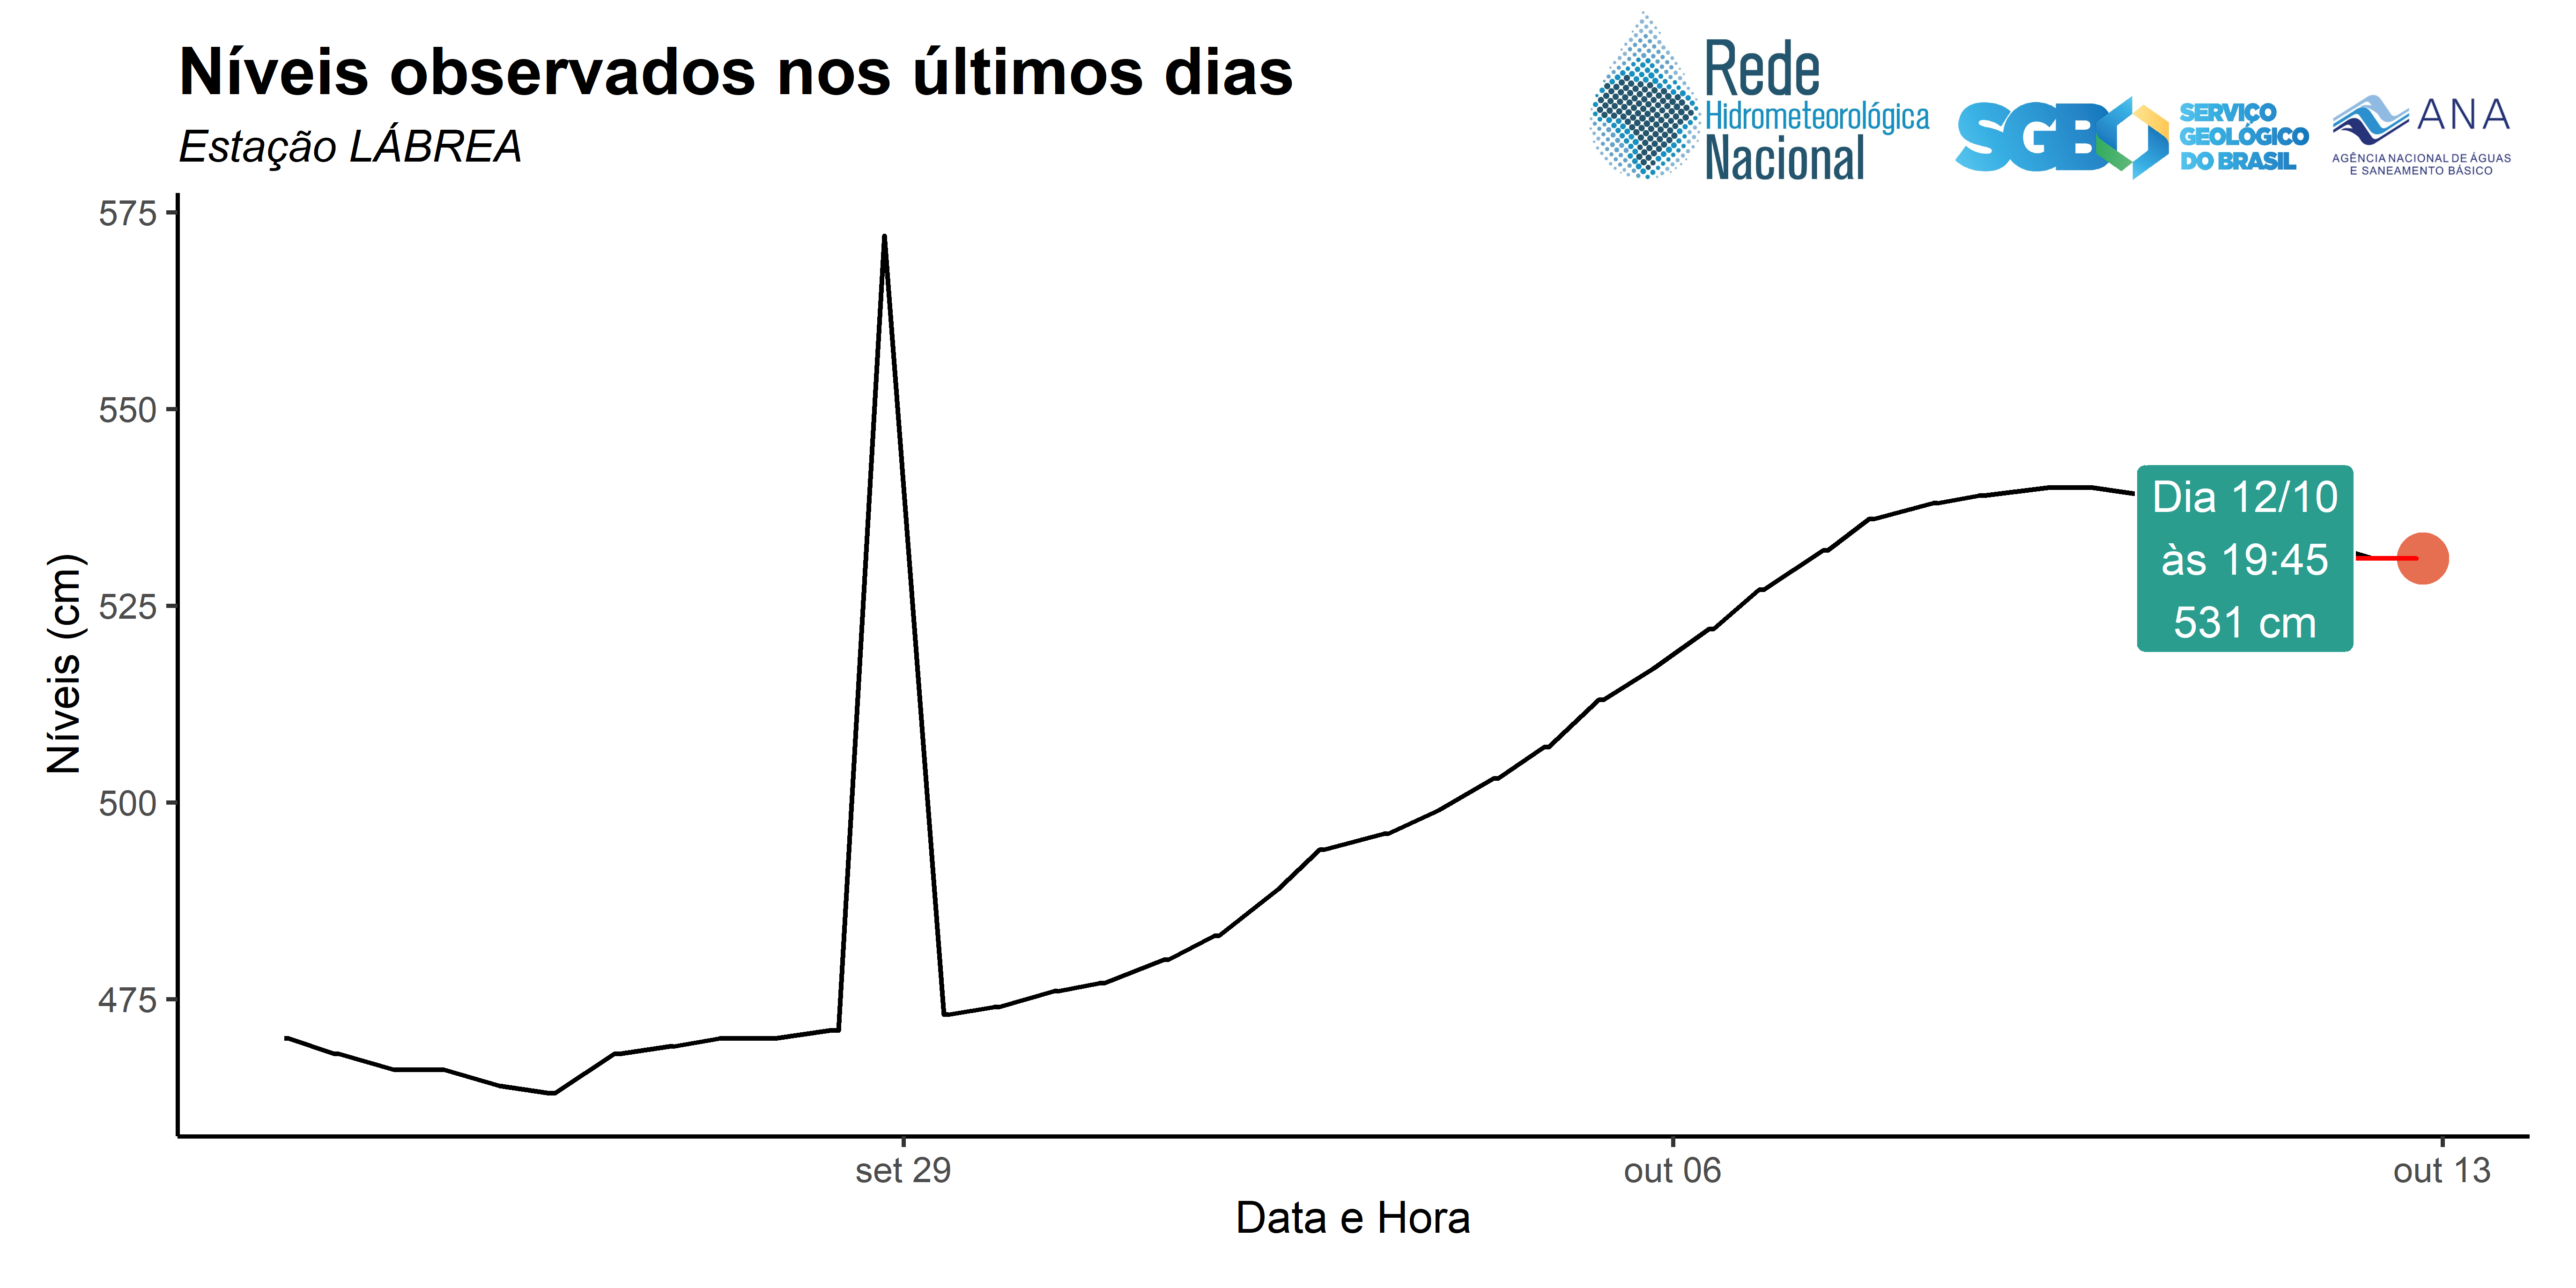 Níveis observados nos últimos dias
Estação LÁBREA
Rede
Hidrometeorológica
Nacional
SGB
SERVIÇO
GEOLÓGICO
DO BRASIL
ANA
AGÊNCIA NACIONAL DE ÁGUAS
E SANEAMENTO BÁSICO
Níveis (cm)
575
550
525
500
475
Dia 12/10
às 19:45
531 cm
set 29
out 06
out 13
Data e Hora